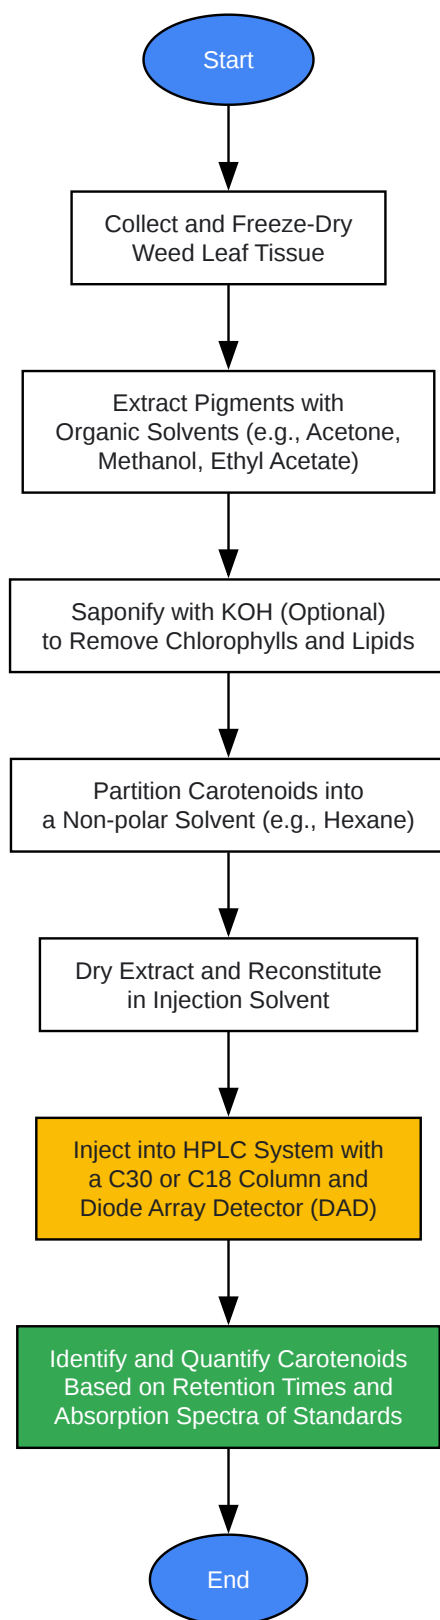 Start
Collect and Freeze-Dry
Weed Leaf Tissue
Extract Pigments with
Organic Solvents (e.g., Acetone,
Methanol, Ethyl Acetate)
Saponify with KOH (Optional)
to Remove Chlorophylls and Lipids
Partition Carotenoids into
a Non-polar Solvent (e.g., Hexane)
Dry Extract and Reconstitute
in Injection Solvent
Inject into HPLC System with
a C30 or C18 Column and
Diode Array Detector (DAD)
Identify and Quantify Carotenoids
Based on Retention Times and
Absorption Spectra of Standards
End